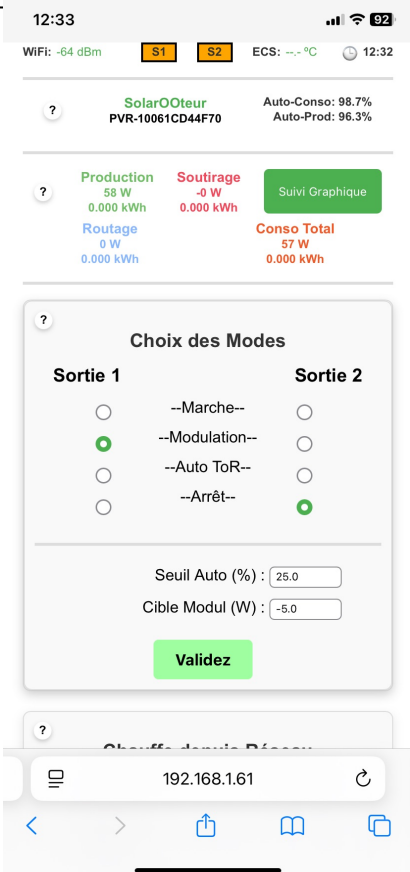 12:33
92
WiFi: -64 dBm S1 S2 ECS: --.- ºC 12:32
? SolarOOteur Auto-Conso: 98.7%
PVR-10061CD44F70 Auto-Prod: 96.3%
? Production Soutirage Suivi Graphique
58 W -0 W
0.000 kWh 0.000 kWh
Routage Conso Total
0 W 57 W
0.000 kWh 0.000 kWh
?
Choix des Modes
Sortie 1 Sortie 2
--Marche--
--Modulation--
--Auto ToR--
--Arrêt--
Seuil Auto (%) : 25.0
Cible Modul (W) : -5.0
Validez
?
192.168.1.61